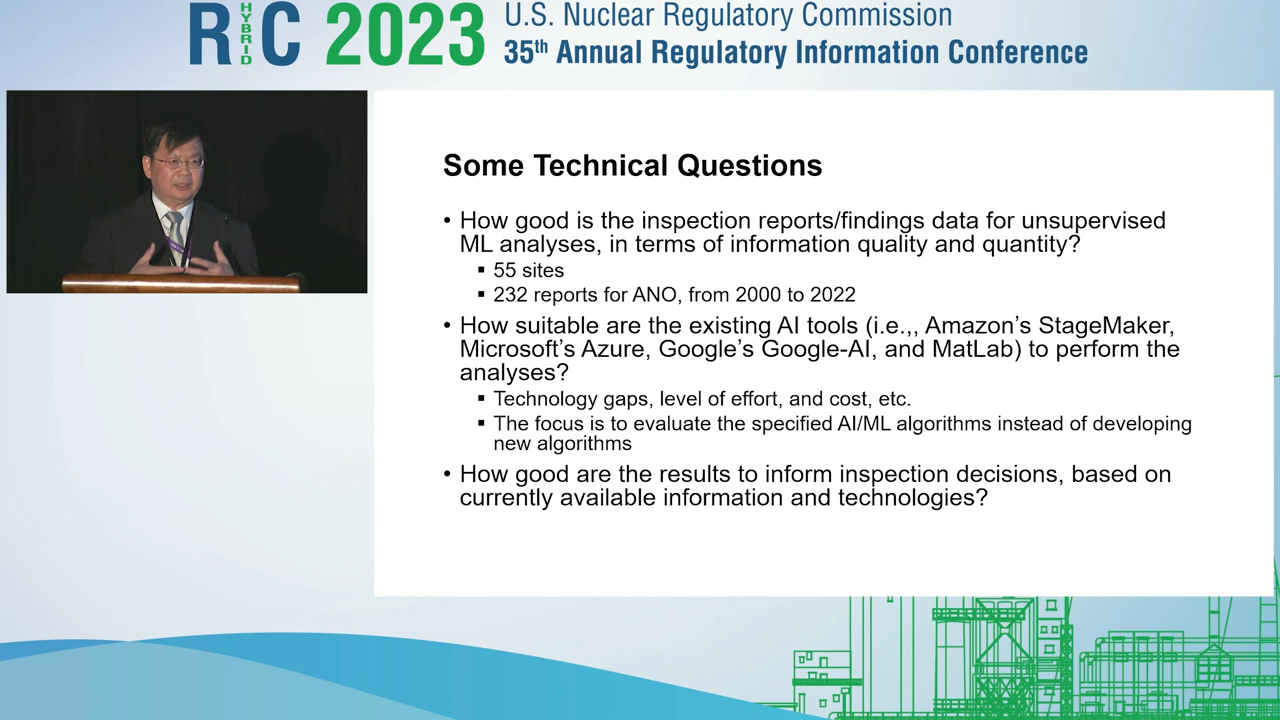 RIC HYBRID 2023
U.S. Nuclear Regulatory Commission
35th Annual Regulatory Information Conference
Some Technical Questions
• How good is the inspection reports/findings data for unsupervised
ML analyses, in terms of information quality and quantity?
▪ 55 sites
▪ 232 reports for ANO, from 2000 to 2022
• How suitable are the existing AI tools (i.e.,, Amazon’s StageMaker,
Microsoft’s Azure, Google’s Google-AI, and MatLab) to perform the
analyses?
▪ Technology gaps, level of effort, and cost, etc.
▪ The focus is to evaluate the specified AI/ML algorithms instead of developing
new algorithms
• How good are the results to inform inspection decisions, based on
currently available information and technologies?